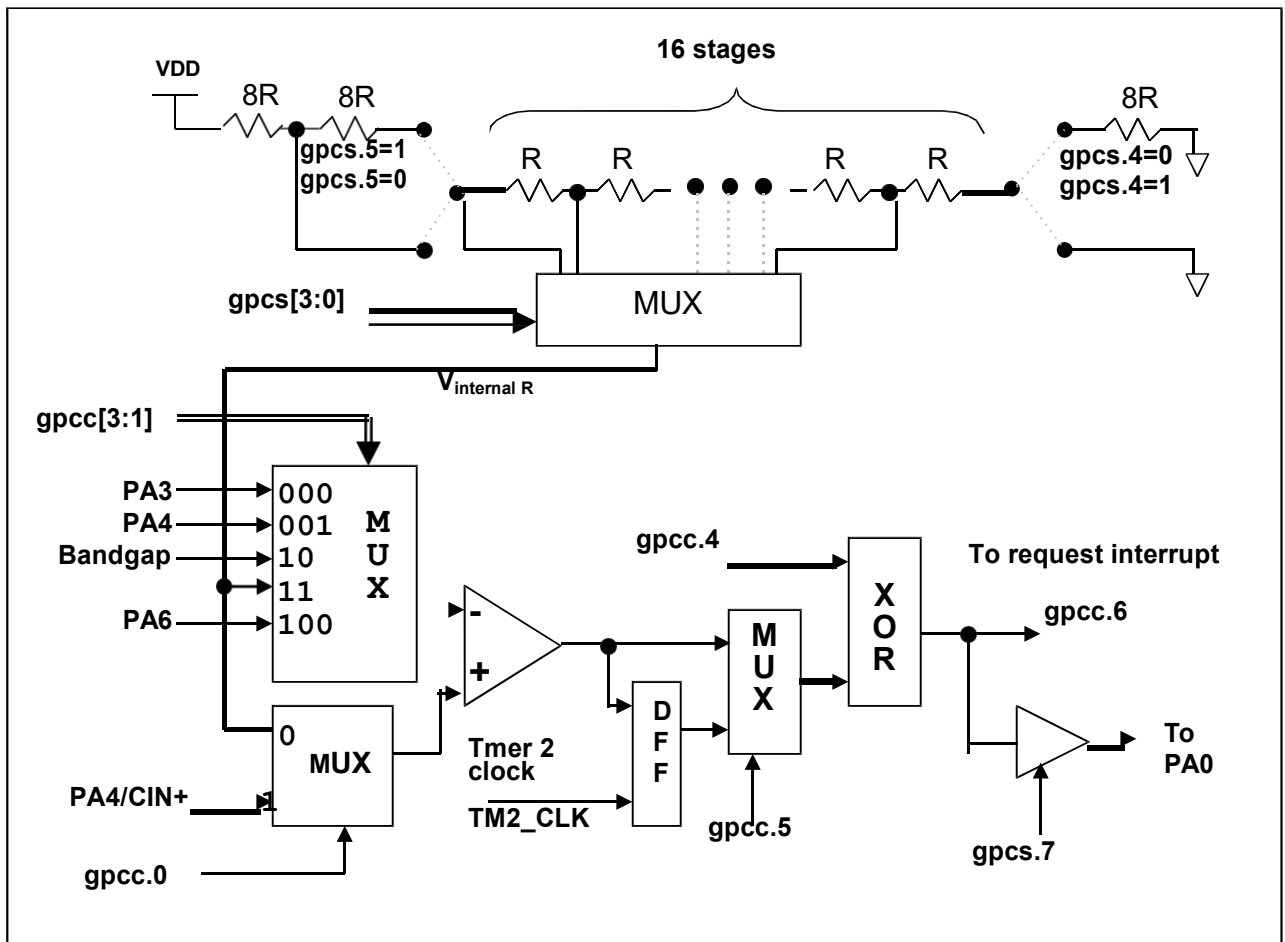 16 stages
VDD
8R
8R
8R
gpcs.5=1
gpcs.5=0
R
R
R
R
gpcs.4=0
gpcs.4=1
gpcs[3:0]
MUX
Vinternal R
gpcc[3:1]
PA3
000
PA4
001
Bandgap
10
11
PA6
100
M
U
X
gpcc.4
To request interrupt
X
O
R
gpcc.6
-
+
M
U
X
D
F
F
0
MUX
Tmer 2
clock
TM2_CLK
To
PA0
PA4/CIN+
1
gpcc.5
gpcs.7
gpcc.0